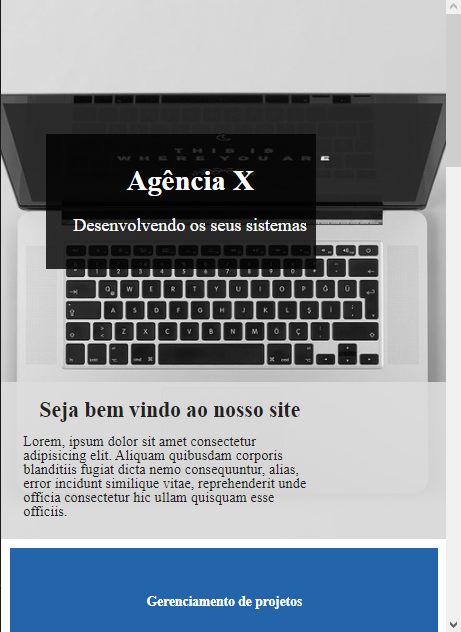 THIS IS
WHERE YOU ARE
Agência X
Desenvolvendo os seus sistemas
Seja bem vindo ao nosso site
Lorem, ipsum dolor sit amet consectetur
adipisicing elit. Aliquam quibusdam corporis
blanditiis fugiat dicta nemo consequuntur, alias,
error incidunt similique vitae, reprehenderit unde
officia consectetur hic ullam quisquam esse
officiis.
Gerenciamento de projetos